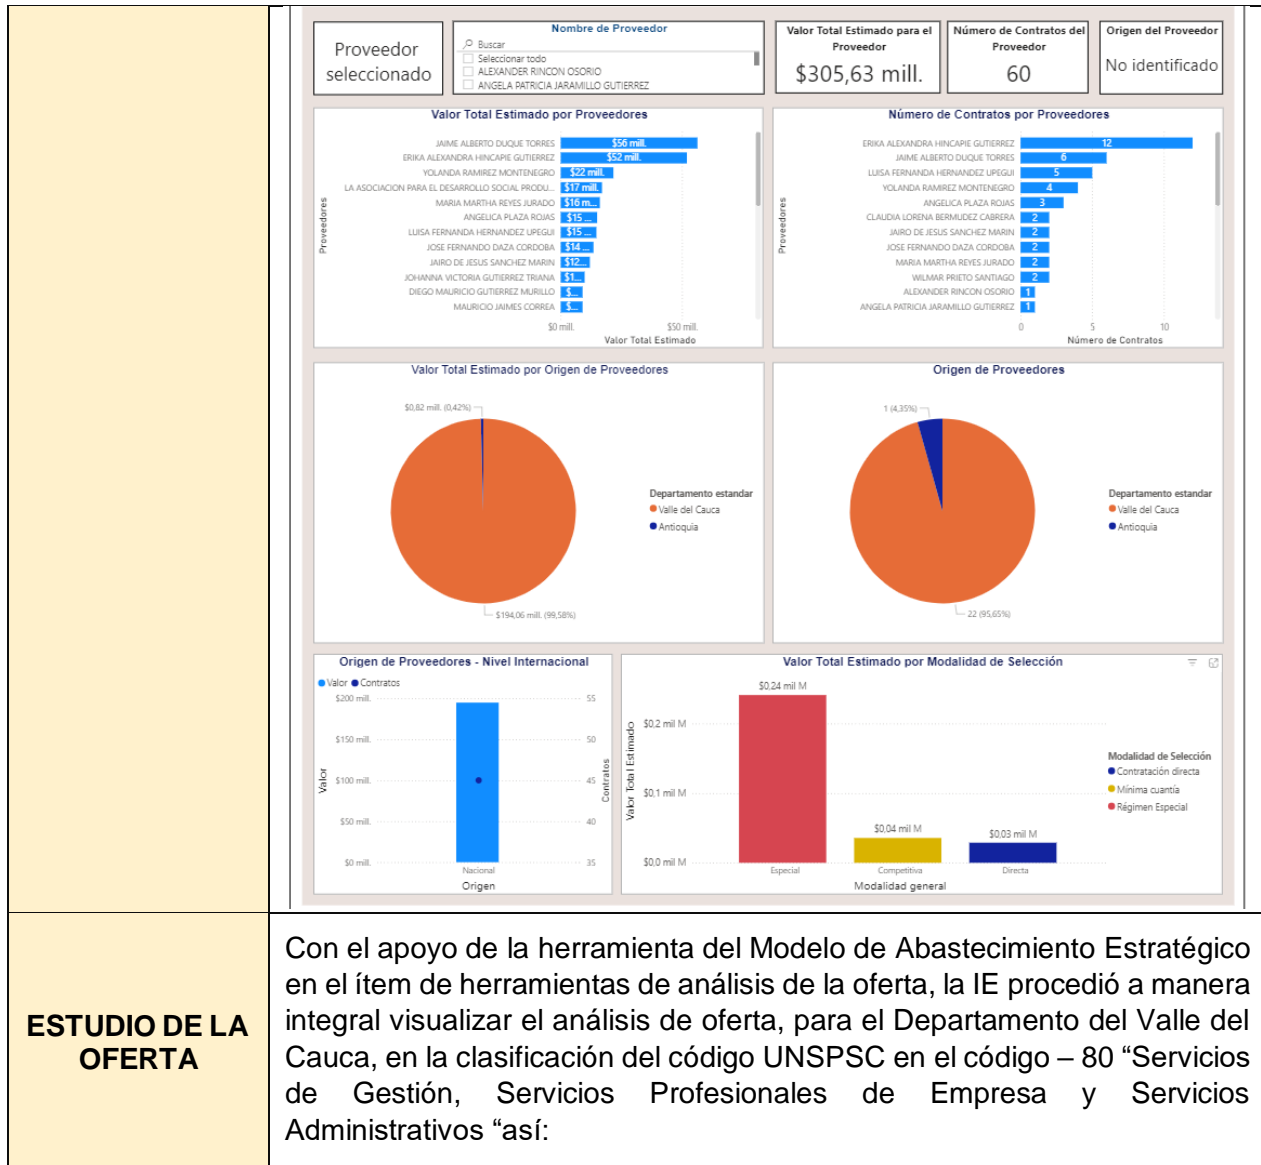 Proveedor
seleccionado
Nombre de Proveedor
Buscar
Seleccionar todo
ALEXANDER RINCON OSORIO
ANGELA PATRICIA JARAMILLO GUTIERREZ
Valor Total Estimado para el
Proveedor
$305,63 mill.
Número de Contratos del
Proveedor
60
Origen del Proveedor
No identificado
Valor Total Estimado por Proveedores
Proveedores
JAIME ALBERTO DUQUE TORRES $56 mill.
ERIKA ALEXANDRA HINCAPIE GUTIERREZ $52 mill.
YOLANDA RAMIREZ MONTENEGRO $22 mill.
LA ASOCIACION PARA EL DESARROLLO SOCIAL PRODU... $17 mill.
MARIA MARTHA REYES JURADO $16 m...
ANGELICA PLAZA ROJAS $15 ...
LUISA FERNANDA HERNANDEZ UPEGUI $15 ...
JOSE FERNANDO DAZA CORDOBA $14 ...
JAIRO DE JESUS SANCHEZ MARIN $12...
JOHANNA VICTORIA GUTIERREZ TRIANA $1...
DIEGO MAURICIO GUTIERREZ MURILLO $...
MAURICIO JAIMES CORREA $...
$0 mill. $50 mill.
Valor Total Estimado
Número de Contratos por Proveedores
Proveedores
ERIKA ALEXANDRA HINCAPIE GUTIERREZ 12
JAIME ALBERTO DUQUE TORRES 6
LUISA FERNANDA HERNANDEZ UPEGUI 5
YOLANDA RAMIREZ MONTENEGRO 4
ANGELICA PLAZA ROJAS 3
CLAUDIA LORENA BERMUDEZ CABRERA 2
JAIRO DE JESUS SANCHEZ MARIN 2
JOSE FERNANDO DAZA CORDOBA 2
MARIA MARTHA REYES JURADO 2
WILMAR PRIETO SANTIAGO 2
ALEXANDER RINCON OSORIO 1
ANGELA PATRICIA JARAMILLO GUTIERREZ 1
0 5 10
Número de Contratos
Valor Total Estimado por Origen de Proveedores
$0,82 mill. (0,42%)
$194,06 mill. (99,58%)
Departamento estandar
Valle del Cauca
Antioquia
Origen de Proveedores
1 (4,35%)
22 (95,65%)
Departamento estandar
Valle del Cauca
Antioquia
Origen de Proveedores - Nivel Internacional
Valor Contratos
$200 mill. 55
$150 mill. 50
$100 mill. 45
$50 mill. 40
$0 mill. 35
Valor
Contratos
Nacional
Origen
Valor Total Estimado por Modalidad de Selección
Valor Total Estimado
$0,24 mil M
$0,2 mil M
$0,1 mil M
$0,04 mil M
$0,03 mil M
$0,0 mil M
Especial Competitiva Directa
Modalidad general
Modalidad de Selección
Contratación directa
Mínima cuantía
Régimen Especial
ESTUDIO DE LA
OFERTA
Con el apoyo de la herramienta del Modelo de Abastecimiento Estratégico
en el ítem de herramientas de análisis de la oferta, la IE procedió a manera
integral visualizar el análisis de oferta, para el Departamento del Valle del
Cauca, en la clasificación del código UNSPSC en el código – 80 “Servicios
de Gestión, Servicios Profesionales de Empresa y Servicios
Administrativos “así: